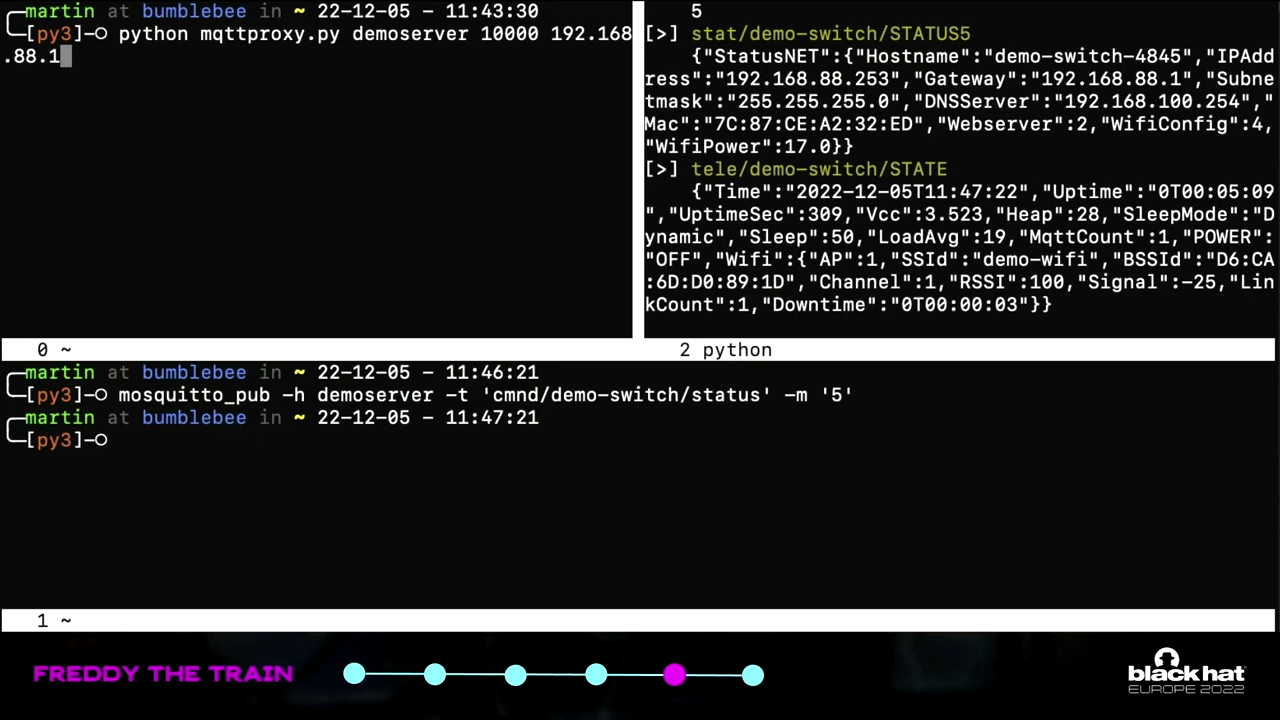 ╭─martin at bumblebee in ~ 22-12-05 - 11:43:30
╰─[py3]-○ python mqttproxy.py demoserver 10000 192.168
.88.1
0 ~
5
[>] stat/demo-switch/STATUS5
{"StatusNET":{"Hostname":"demo-switch-4845","IPAdd
ress":"192.168.88.253","Gateway":"192.168.88.1","Subne
tmask":"255.255.255.0","DNSServer":"192.168.100.254","
Mac":"7C:87:CE:A2:32:ED","Webserver":2,"WifiConfig":4,
"WifiPower":17.0}}
[>] tele/demo-switch/STATE
{"Time":"2022-12-05T11:47:22","Uptime":"0T00:05:09
","UptimeSec":309,"Vcc":3.523,"Heap":28,"SleepMode":"D
ynamic","Sleep":50,"LoadAvg":19,"MqttCount":1,"POWER":
"OFF","Wifi":{"AP":1,"SSId":"demo-wifi","BSSId":"D6:CA
:6D:D0:89:1D","Channel":1,"RSSI":100,"Signal":-25,"Lin
kCount":1,"Downtime":"0T00:00:03"}}
2 python
╭─martin at bumblebee in ~ 22-12-05 - 11:46:21
╰─[py3]-○ mosquitto_pub -h demoserver -t 'cmnd/demo-switch/status' -m '5'
╭─martin at bumblebee in ~ 22-12-05 - 11:47:21
╰─[py3]-○
1 ~
FREDDY THE TRAIN
black hat
EUROPE 2022